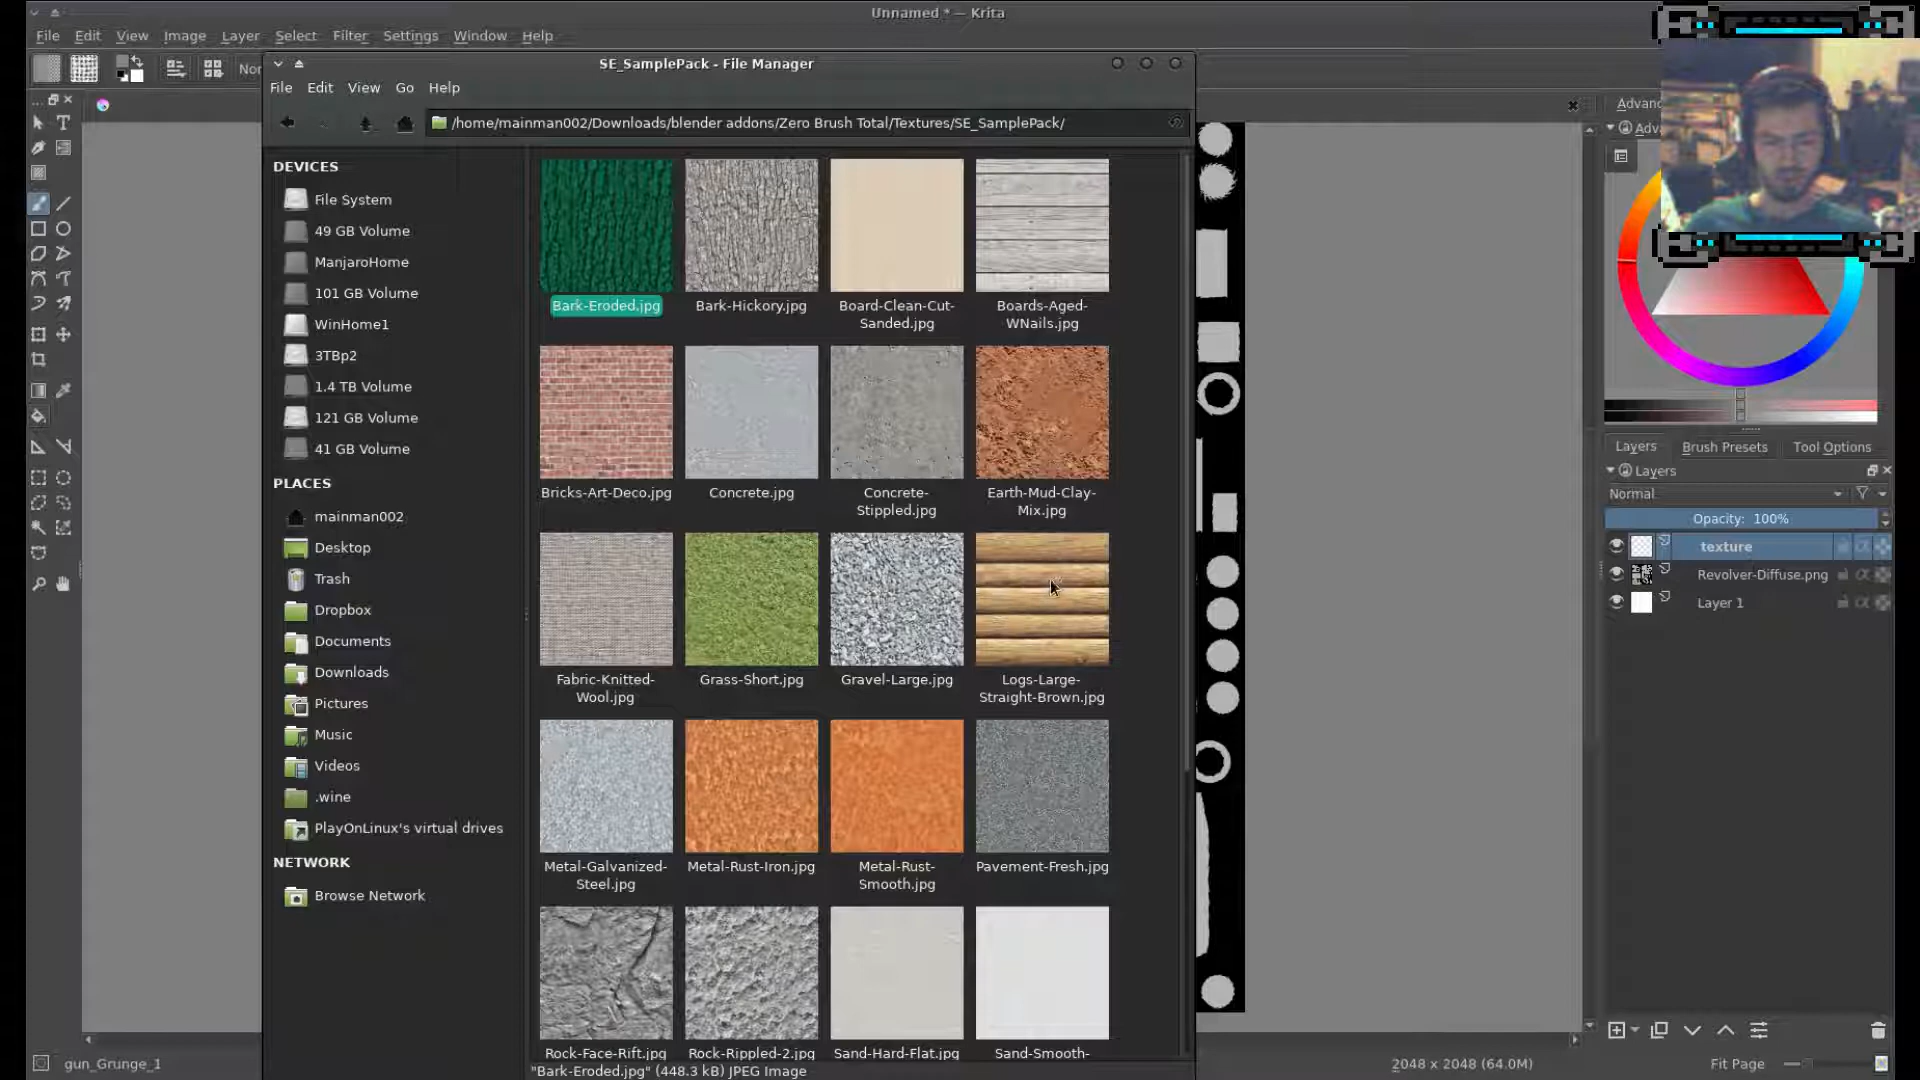 Unnamed * — Krita
File Edit View Image Layer Select Filter Settings Window Help
Nor
SE_SamplePack - File Manager
File Edit View Go Help
/home/mainman002/Downloads/blender addons/Zero Brush Total/Textures/SE_SamplePack/
DEVICES
File System
49 GB Volume
ManjaroHome
101 GB Volume
WinHome1
3TBp2
1.4 TB Volume
121 GB Volume
41 GB Volume
PLACES
mainman002
Desktop
Trash
Dropbox
Documents
Downloads
Pictures
Music
Videos
.wine
PlayOnLinux's virtual drives
NETWORK
Browse Network
Bark-Eroded.jpg
Bark-Hickory.jpg
Board-Clean-Cut-
Sanded.jpg
Boards-Aged-
WNails.jpg
Bricks-Art-Deco.jpg
Concrete.jpg
Concrete-
Stippled.jpg
Earth-Mud-Clay-
Mix.jpg
Fabric-Knitted-
Wool.jpg
Grass-Short.jpg
Gravel-Large.jpg
Logs-Large-
Straight-Brown.jpg
Metal-Galvanized-
Steel.jpg
Metal-Rust-Iron.jpg
Metal-Rust-
Smooth.jpg
Pavement-Fresh.jpg
Rock-Face-Rift.jpg
Rock-Rippled-2.jpg
Sand-Hard-Flat.jpg
Sand-Smooth-
"Bark-Eroded.jpg" (448.3 kB) JPEG Image
Advan
Adv
Layers Brush Presets Tool Options
Layers
Normal
Opacity: 100%
texture
Revolver-Diffuse.png
Layer 1
gun_Grunge_1
2048 x 2048 (64.0M)
Fit Page